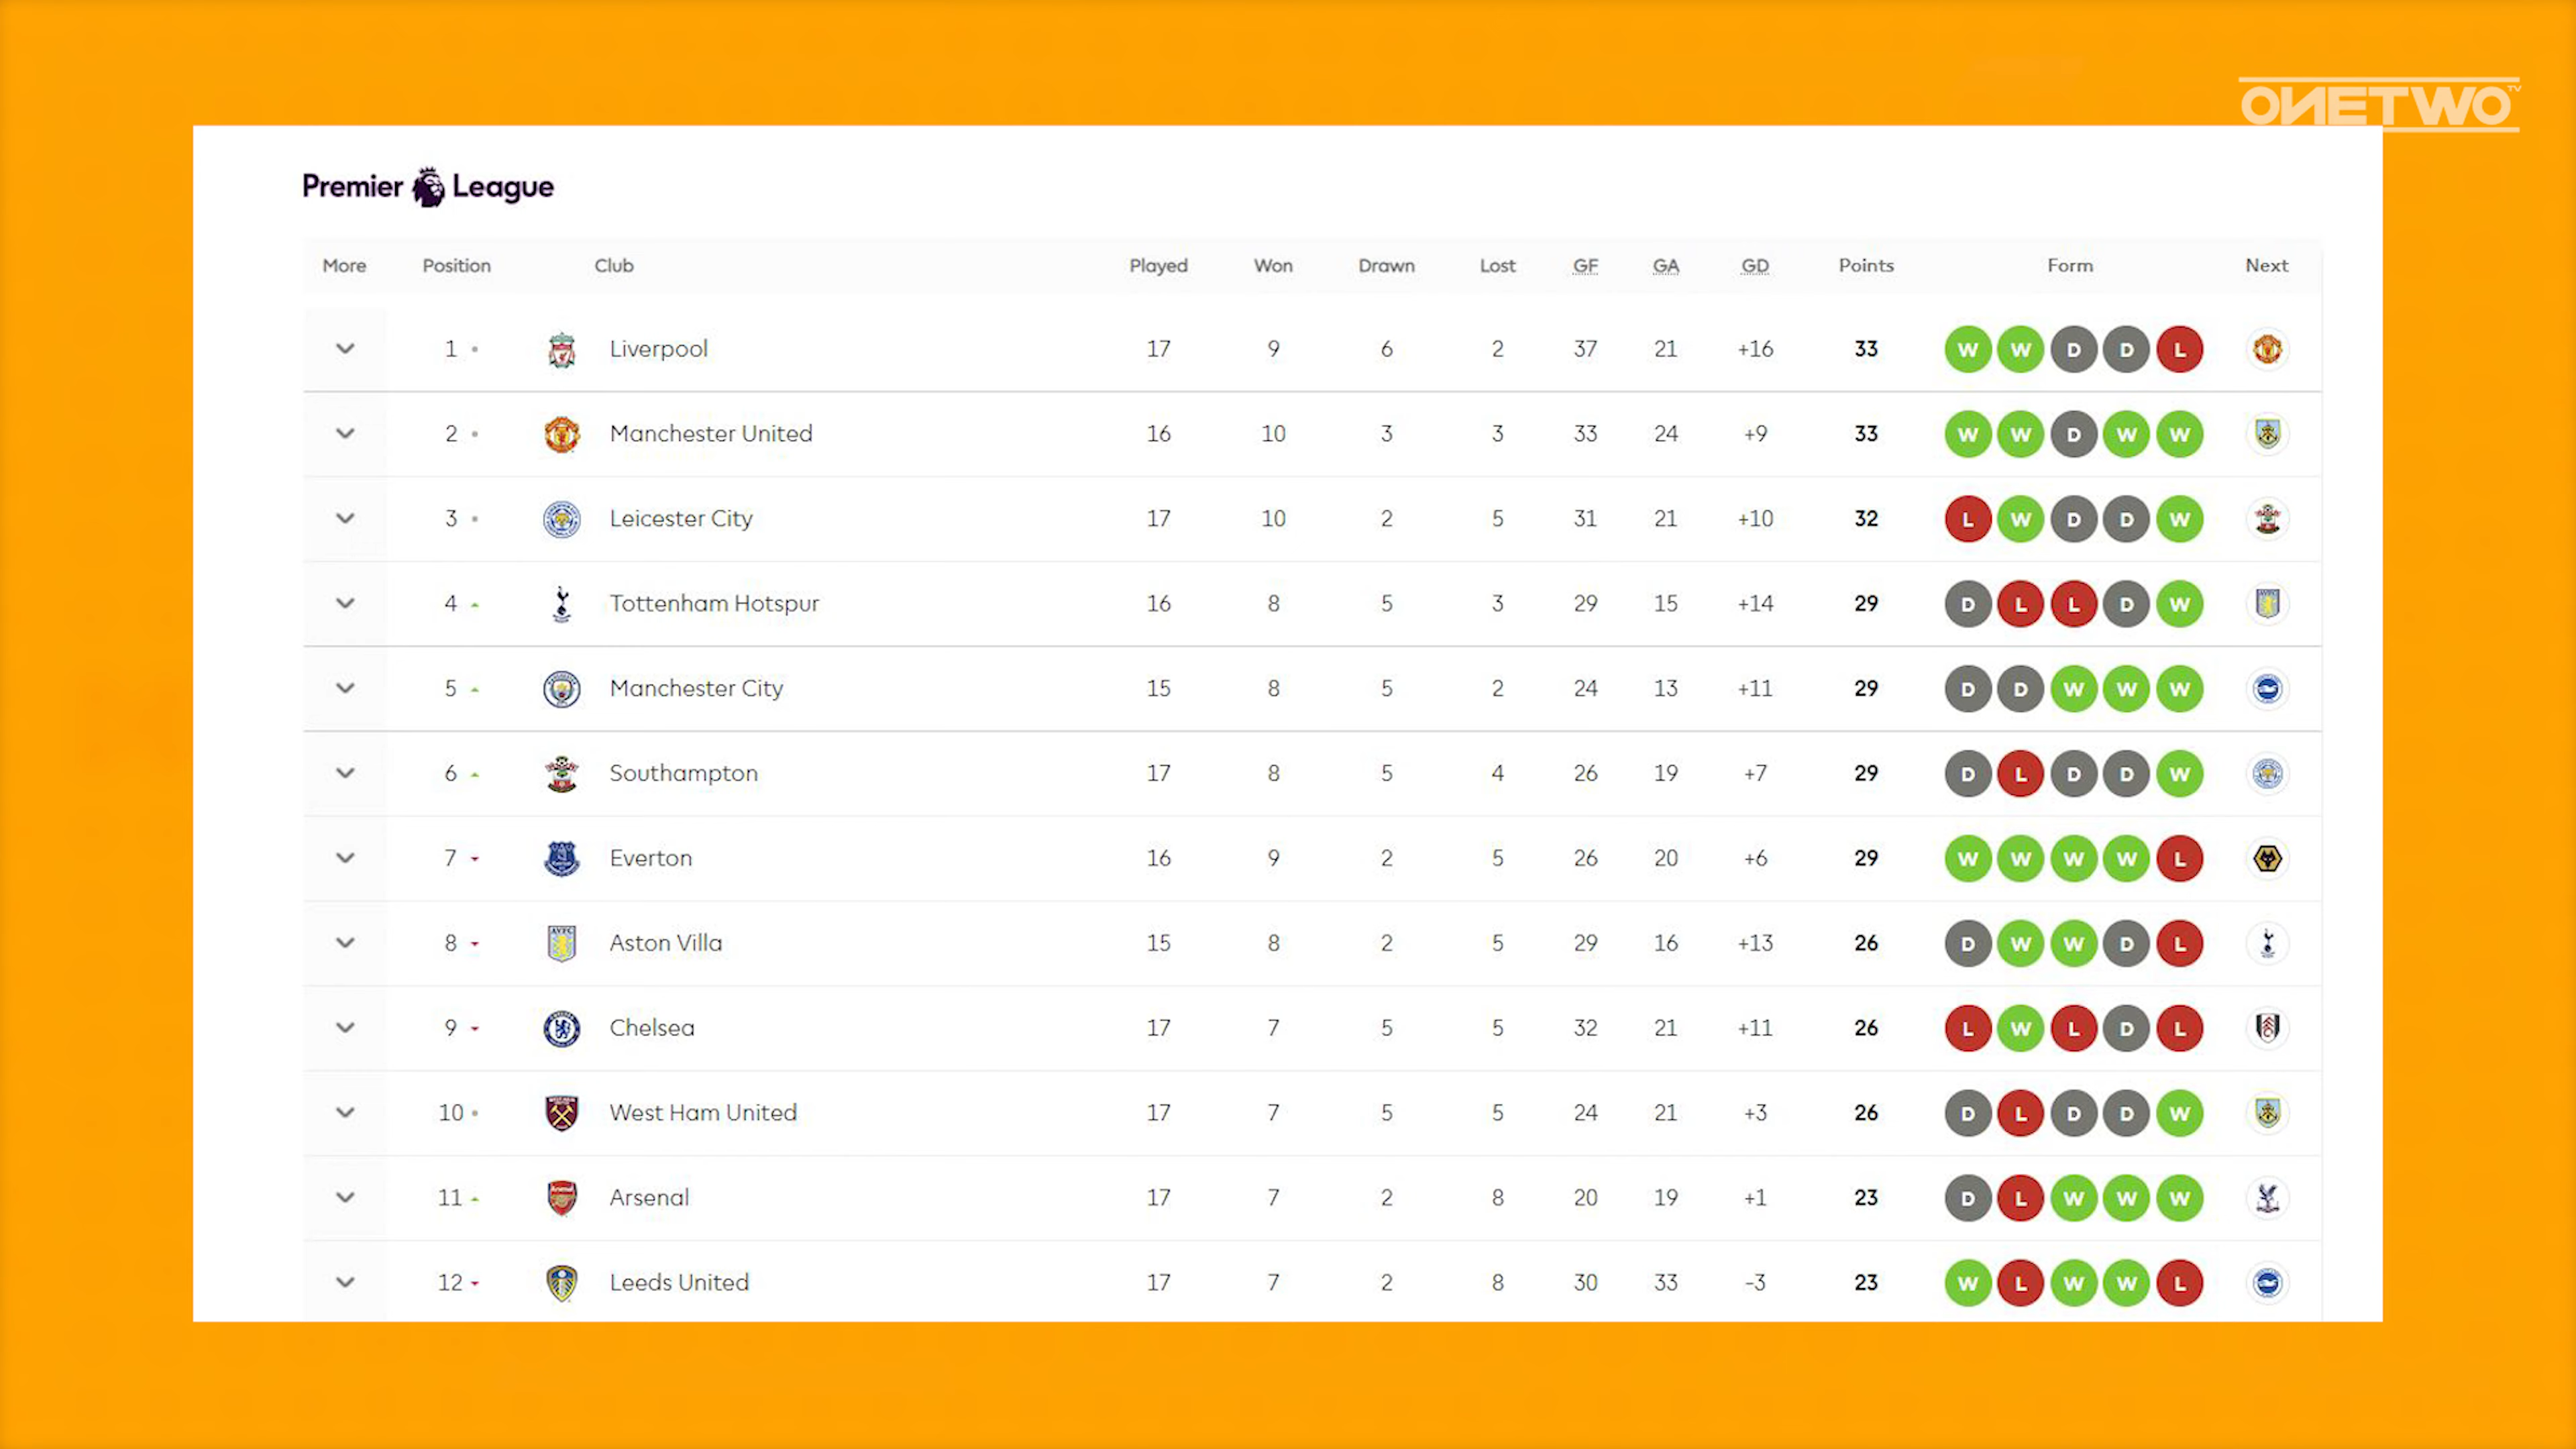 ONETWO TV
Premier League
More Position Club Played Won Drawn Lost GF GA GD Points Form Next
1 Liverpool 17 9 6 2 37 21 +16 33 W W D D L
2 Manchester United 16 10 3 3 33 24 +9 33 W W D W W
3 Leicester City 17 10 2 5 31 21 +10 32 L W D D W
4 Tottenham Hotspur 16 8 5 3 29 15 +14 29 D L L D W
5 Manchester City 15 8 5 2 24 13 +11 29 D D W W W
6 Southampton 17 8 5 4 26 19 +7 29 D L D D W
7 Everton 16 9 2 5 26 20 +6 29 W W W W L
8 Aston Villa 15 8 2 5 29 16 +13 26 D W W D L
9 Chelsea 17 7 5 5 32 21 +11 26 L W L D L
10 West Ham United 17 7 5 5 24 21 +3 26 D L D D W
11 Arsenal 17 7 2 8 20 19 +1 23 D L W W W
12 Leeds United 17 7 2 8 30 33 -3 23 W L W W L